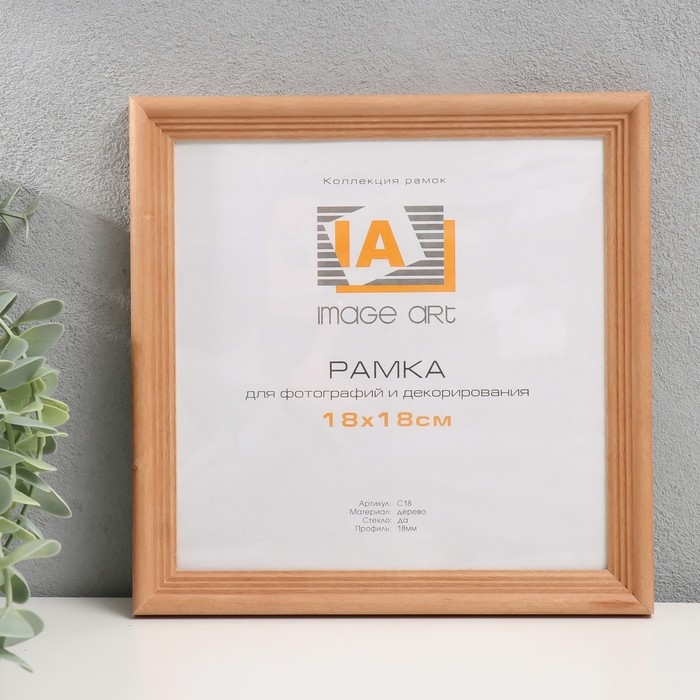 Коллекция рамок
IA
IMAGE ART
РАМКА
для фотографий и декорирования
18x18см
Артикул: С18
Материал: дерево
Стекло: да
Профиль: 18мм